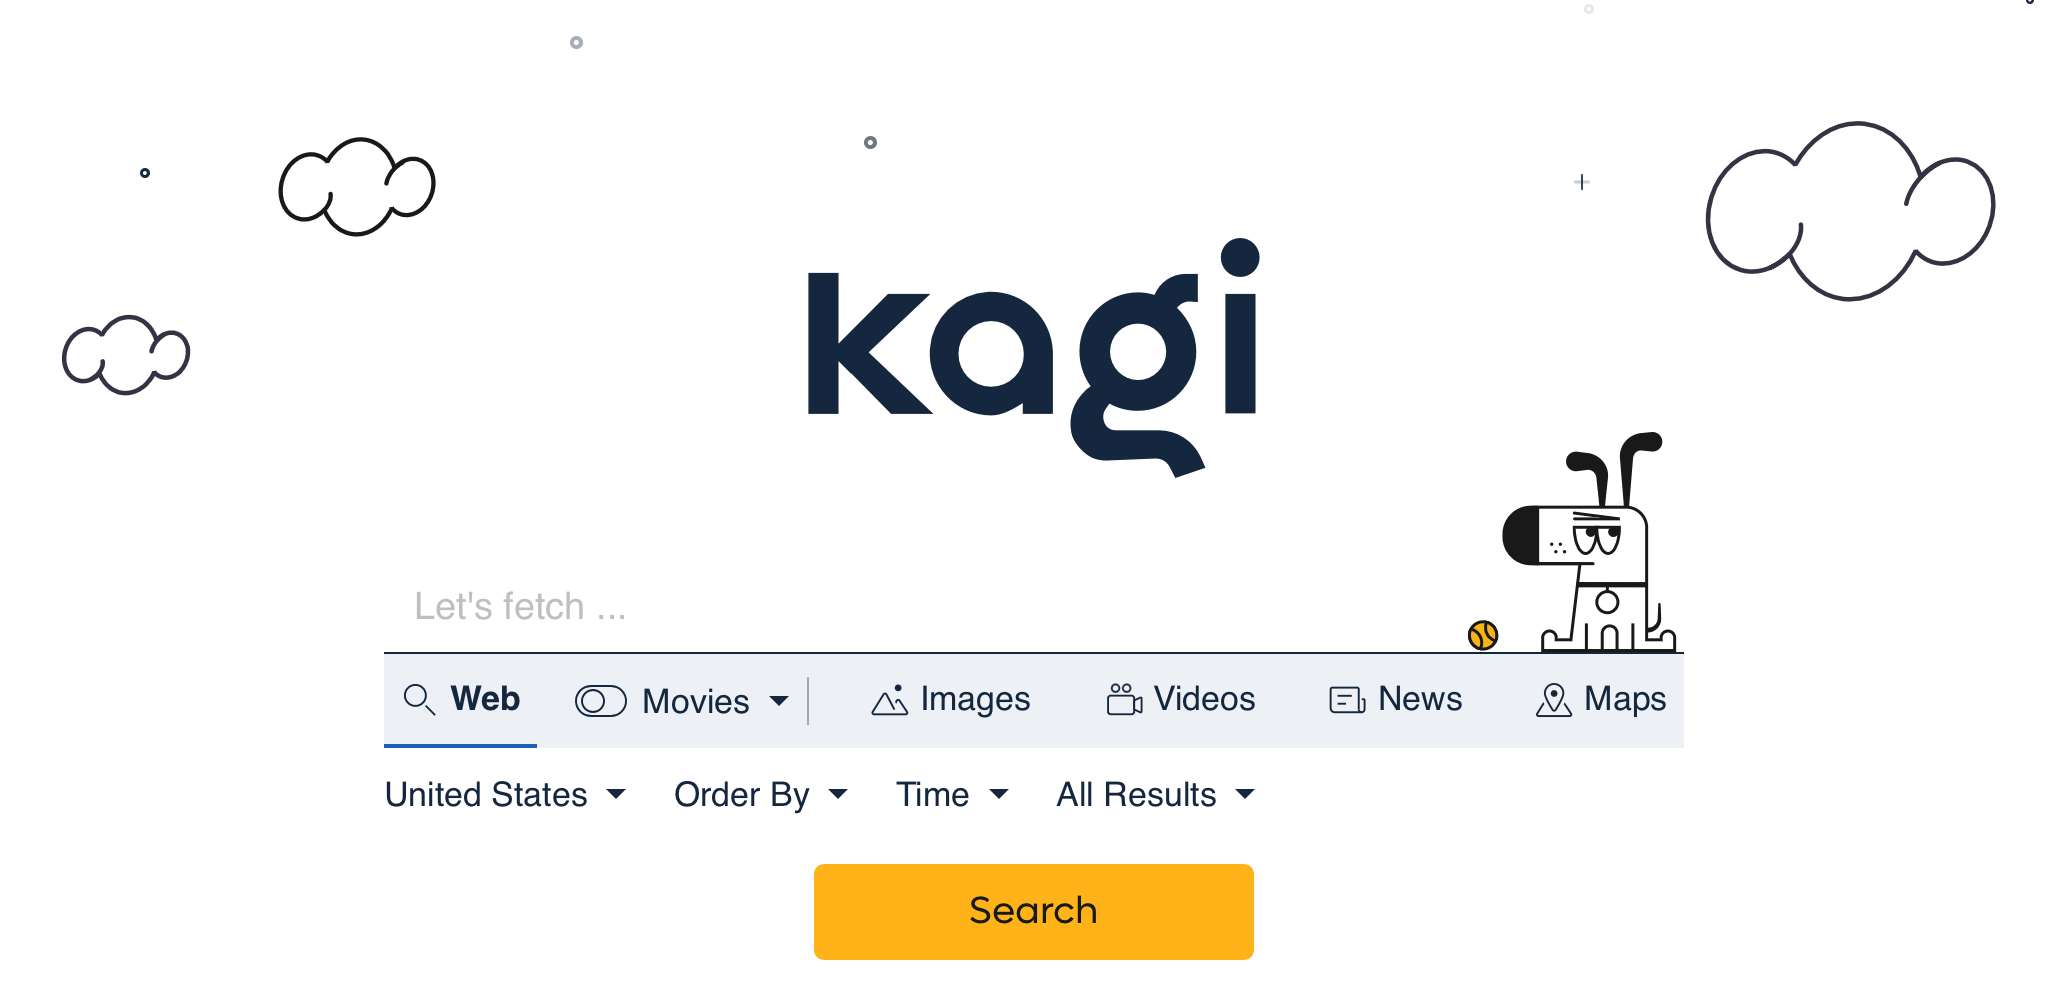 kagi
Let's fetch ...
Web Movies Images Videos News Maps
United States Order By Time All Results
Search